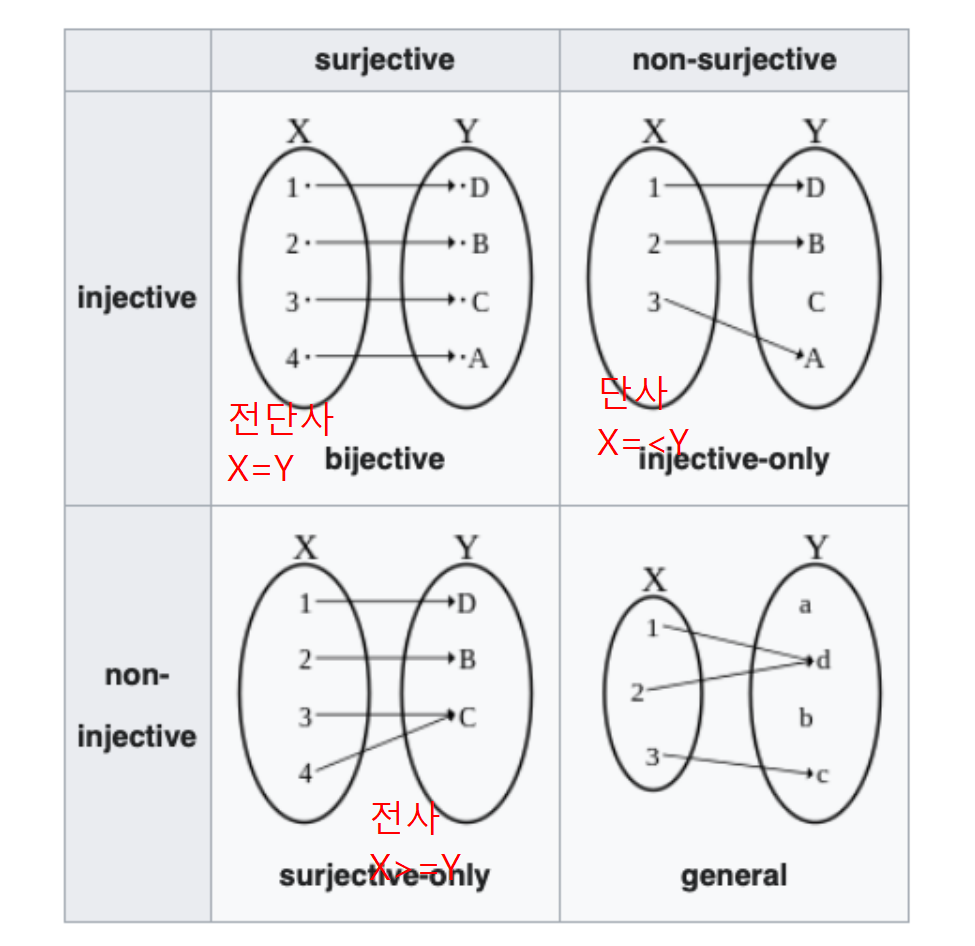 surjective non-surjective
X Y X Y
1 D 1 D
2 B 2 B
injective
3 C 3 C
4 A A
전단사
X=Y
bijective
단사
X=<Y
injective-only
X Y X Y
1 D 1 a
2 B 2 d
non-
injective
3 C 3 b
4 c
전사
X>=Y
surjective-only
general